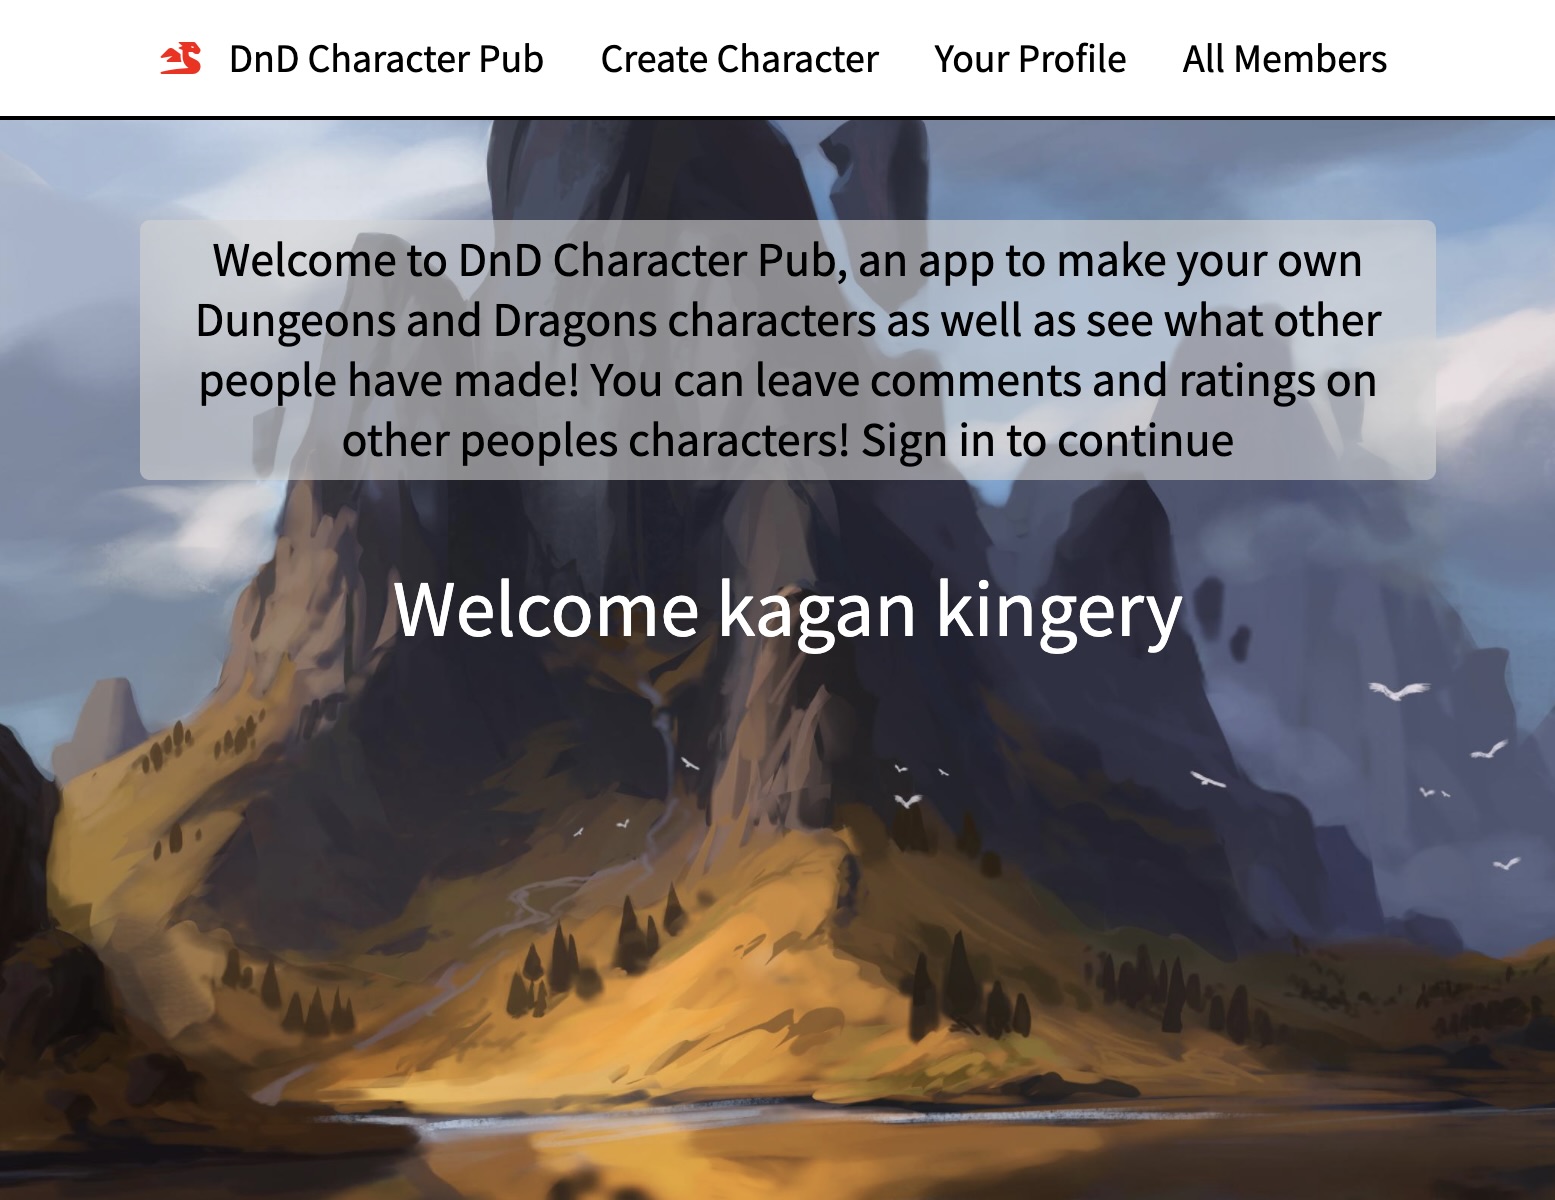 DnD Character Pub Create Character Your Profile All Members
Welcome to DnD Character Pub, an app to make your own
Dungeons and Dragons characters as well as see what other
people have made! You can leave comments and ratings on
other peoples characters! Sign in to continue
Welcome kagan kingery